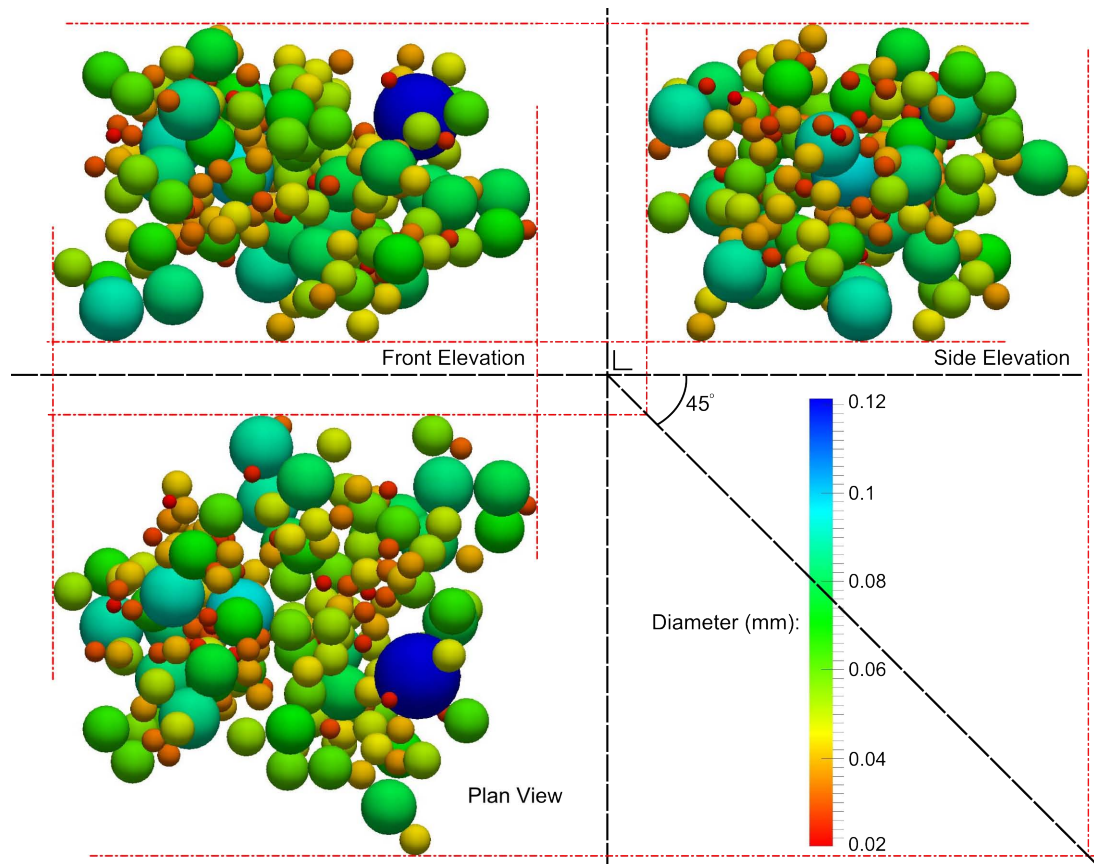 Front Elevation
Side Elevation
45°
0.12
0.1
0.08
Diameter (mm):
0.06
0.04
Plan View
0.02